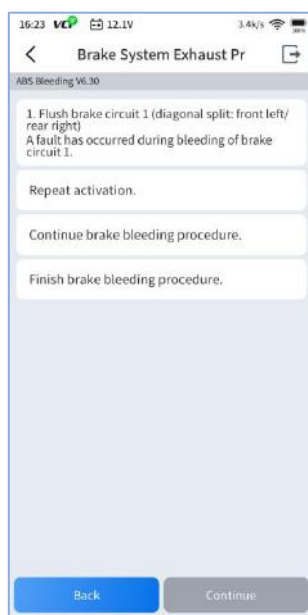 16:23 VCI 12.1V 3.4k/s
Brake System Exhaust Pr
ABS Bleeding V6.30
1. Flush brake circuit 1 (diagonal split: front left/
rear right)
A fault has occurred during bleeding of brake
circuit 1.
Repeat activation.
Continue brake bleeding procedure.
Finish brake bleeding procedure.
Back Continue